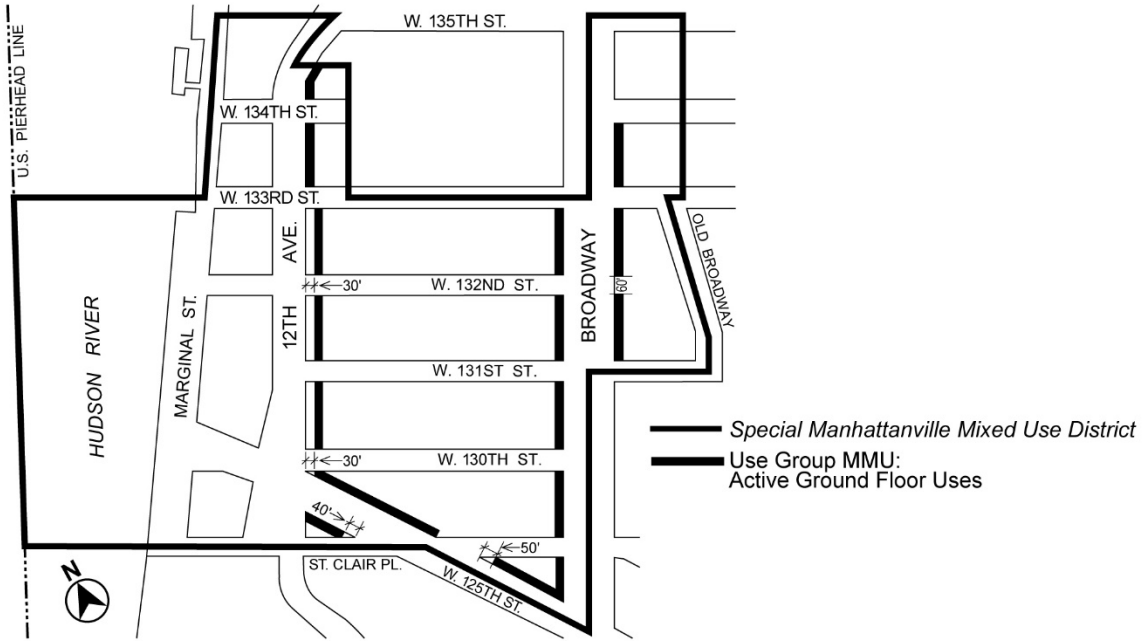 W. 135TH ST.
U.S. PIERHEAD LINE
W. 134TH ST.
W. 133RD ST.
HUDSON RIVER
MARGINAL ST.
12TH AVE.
30'
W. 132ND ST.
BROADWAY
60'
OLD BROADWAY
W. 131ST ST.
30'
W. 130TH ST.
40'
50'
ST. CLAIR PL.
W. 125TH ST.
N
Special Manhattanville Mixed Use District
Use Group MMU:
Active Ground Floor Uses